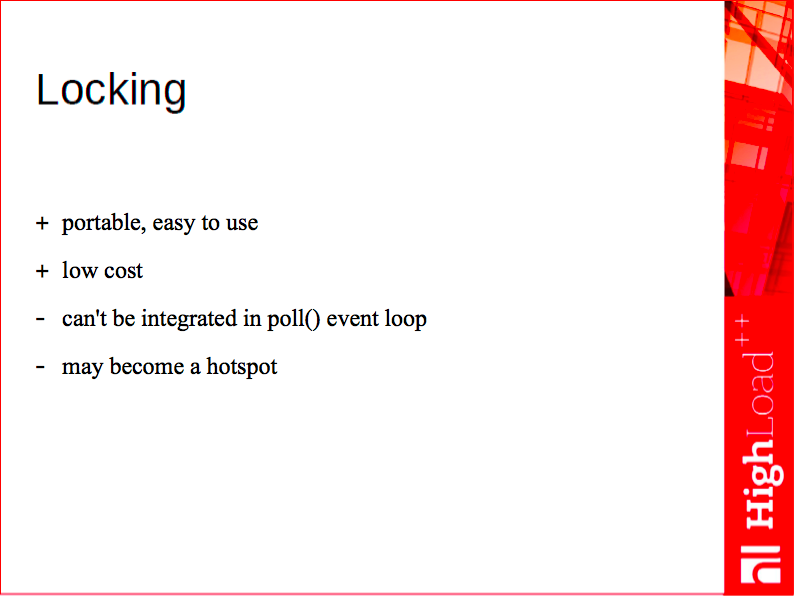 Locking
+ portable, easy to use
+ low cost
- can't be integrated in poll() event loop
- may become a hotspot
HighLoad++